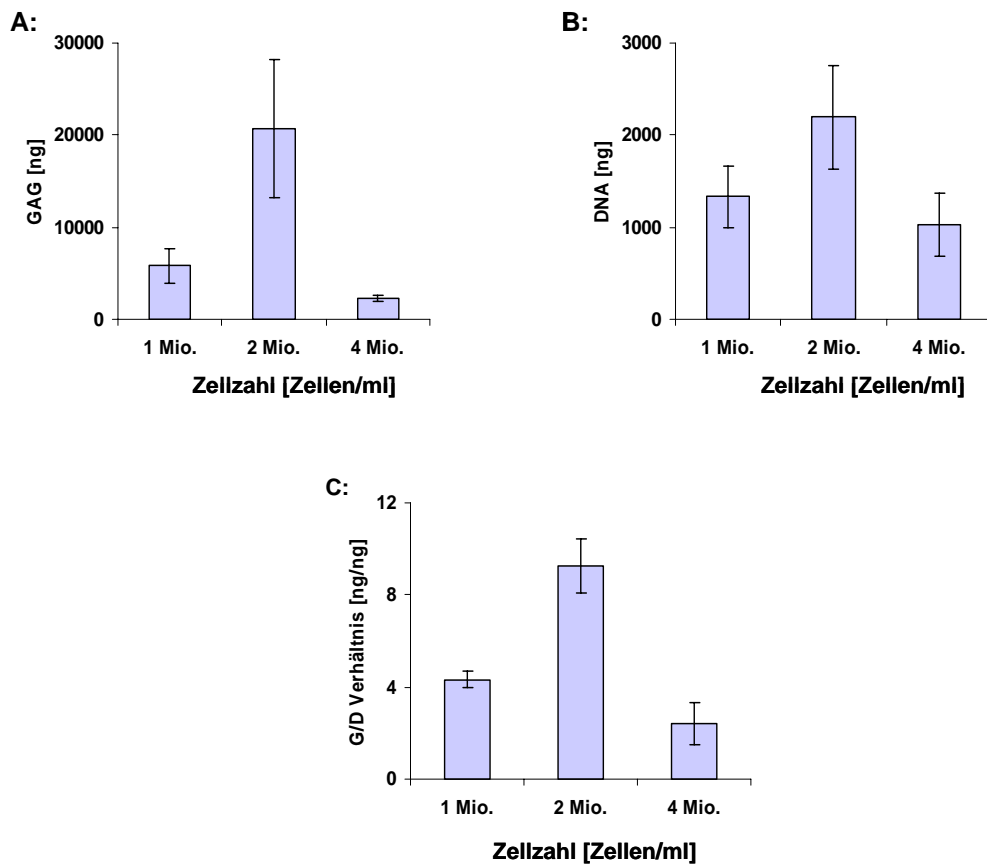 A:
30000
20000
10000
0
GAG [ng]
1 Mio. 2 Mio. 4 Mio.
Zellzahl [Zellen/ml]
B:
3000
2000
1000
0
DNA [ng]
1 Mio. 2 Mio. 4 Mio.
Zellzahl [Zellen/ml]
C:
12
8
4
0
G/D Verhältnis [ng/ng]
1 Mio. 2 Mio. 4 Mio.
Zellzahl [Zellen/ml]